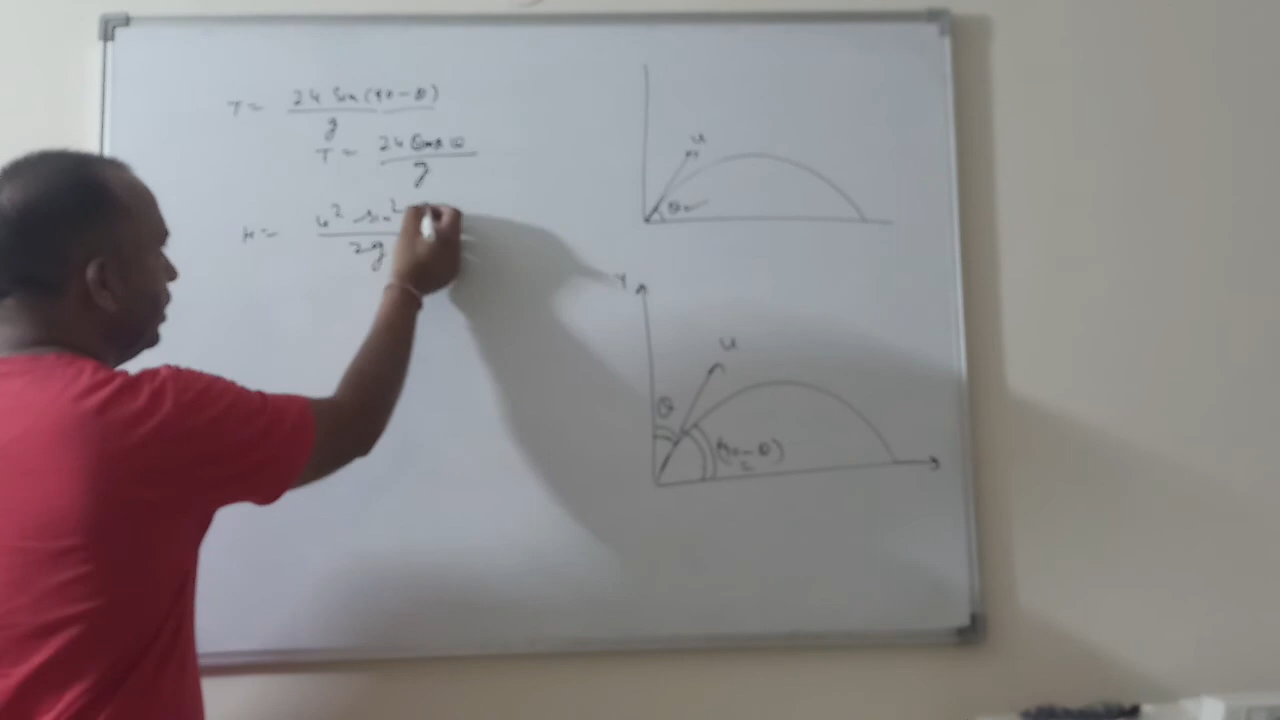 T = 2u sin(90-θ)
g
T = 2u cos θ
g
H = u² sin²
2g
u
θ
Y
u
θ
(90-θ)